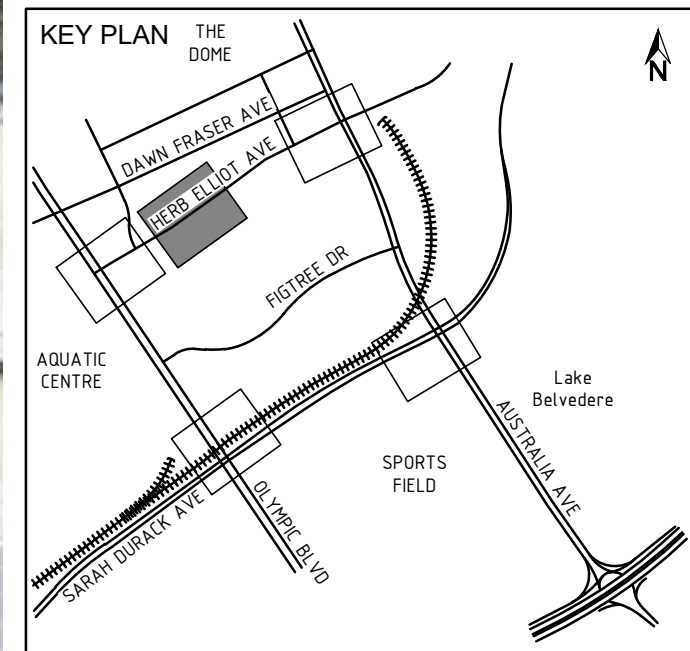 KEY PLAN
THE
DOME
N
DAWN FRASER AVE
HERB ELLIOT AVE
FIGTREE DR
AQUATIC
CENTRE
Lake
Belvedere
AUSTRALIA AVE
SPORTS
FIELD
OLYMPIC BLVD
SARAH DURACK AVE